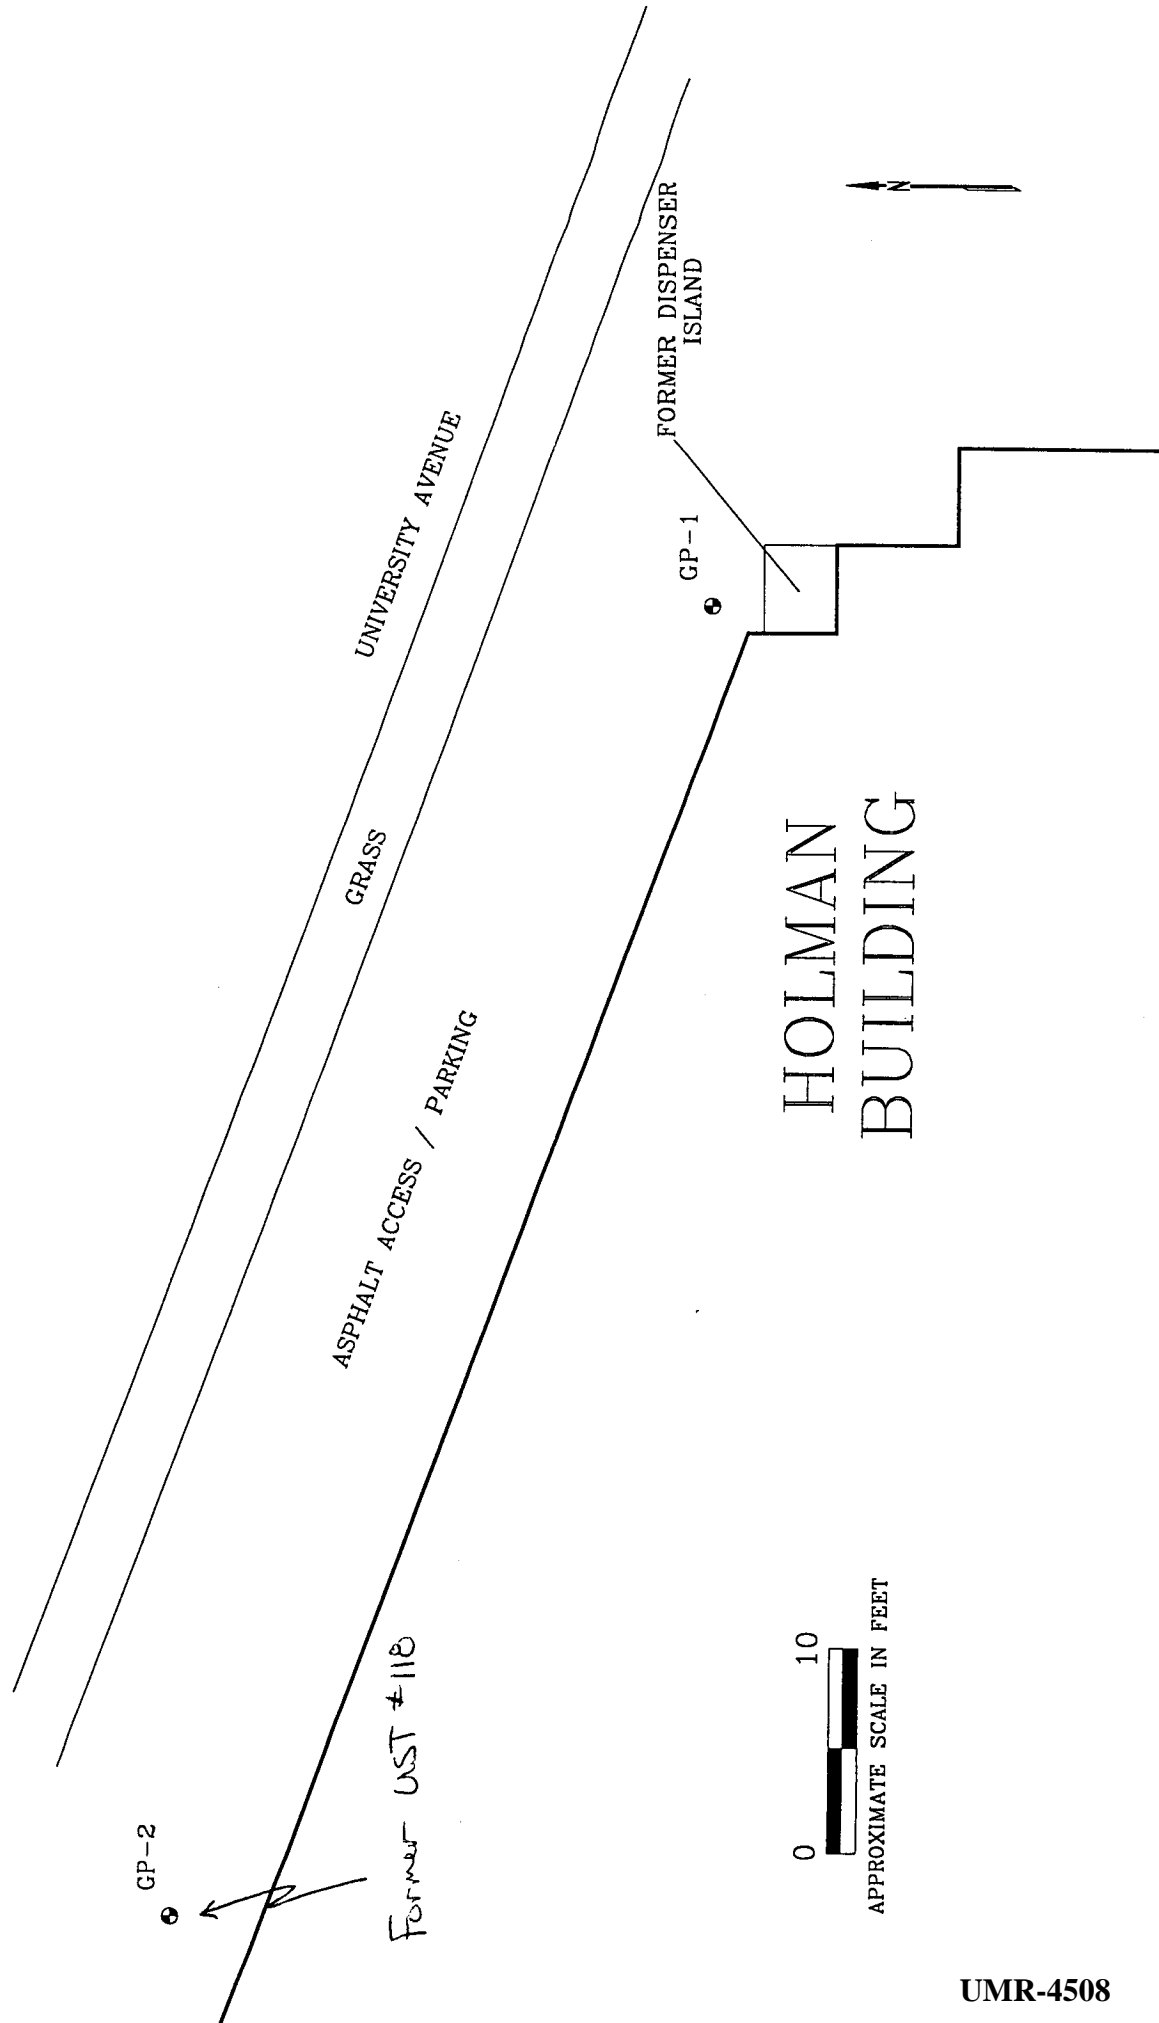 UNIVERSITY AVENUE
GRASS
ASPHALT ACCESS / PARKING
FORMER DISPENSER
ISLAND
N
GP-1
GP-2
Former UST #118
HOLMAN
BUILDING
0 10
APPROXIMATE SCALE IN FEET
UMR-4508